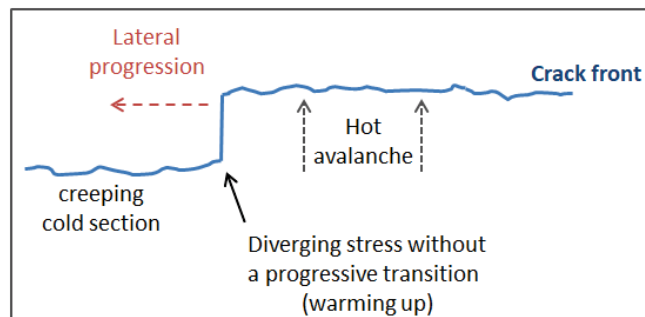 Lateral
progression
Crack front
Hot
avalanche
creeping
cold section
Diverging stress without
a progressive transition
(warming up)